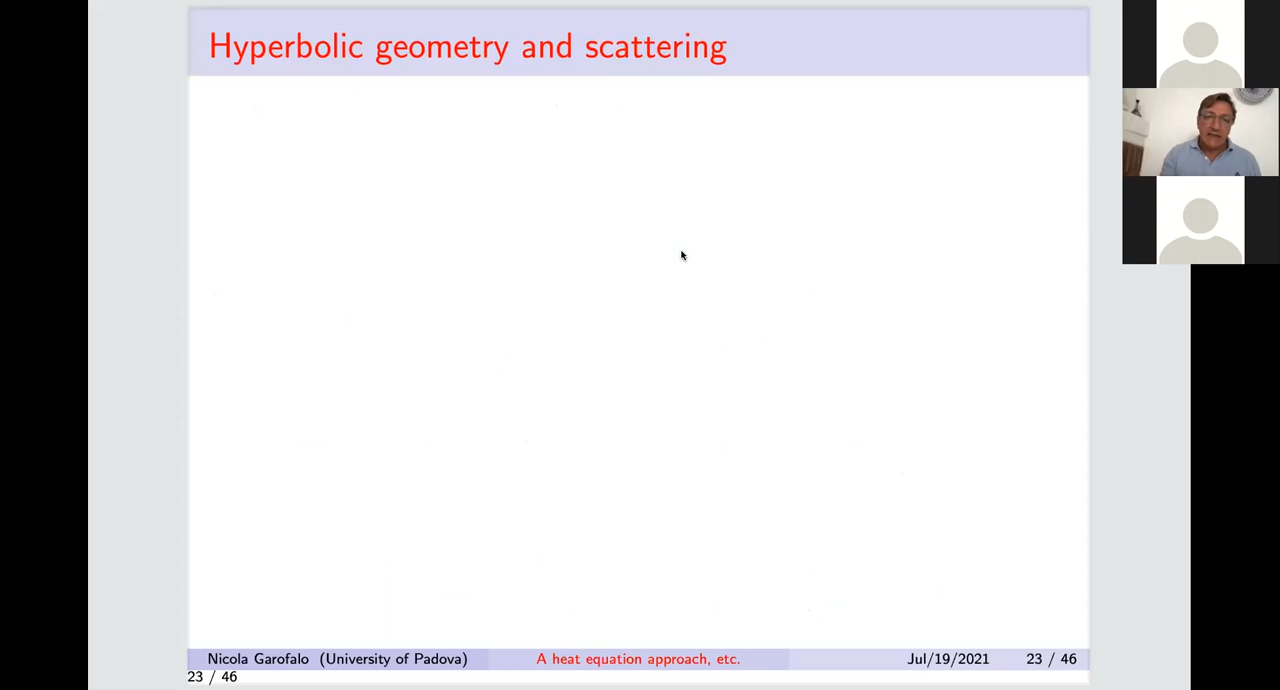 Hyperbolic geometry and scattering
Nicola Garofalo (University of Padova) A heat equation approach, etc. Jul/19/2021 23 / 46
23 / 46